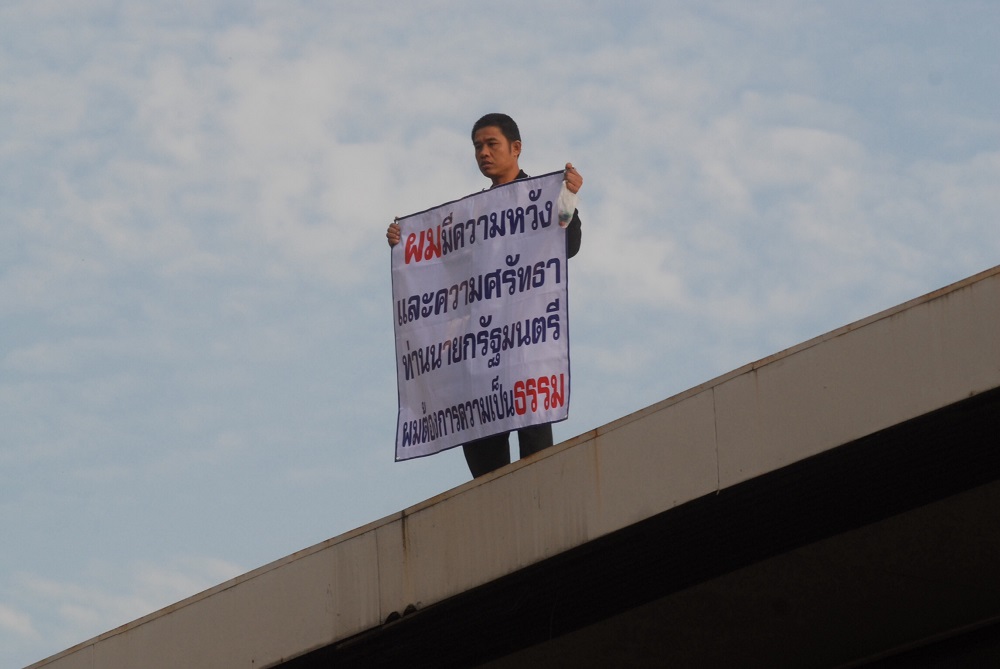 ผมมีความหวัง
และความศรัทธา
ท่านนายกรัฐมนตรี
ผมต้องการความเป็นธรรม